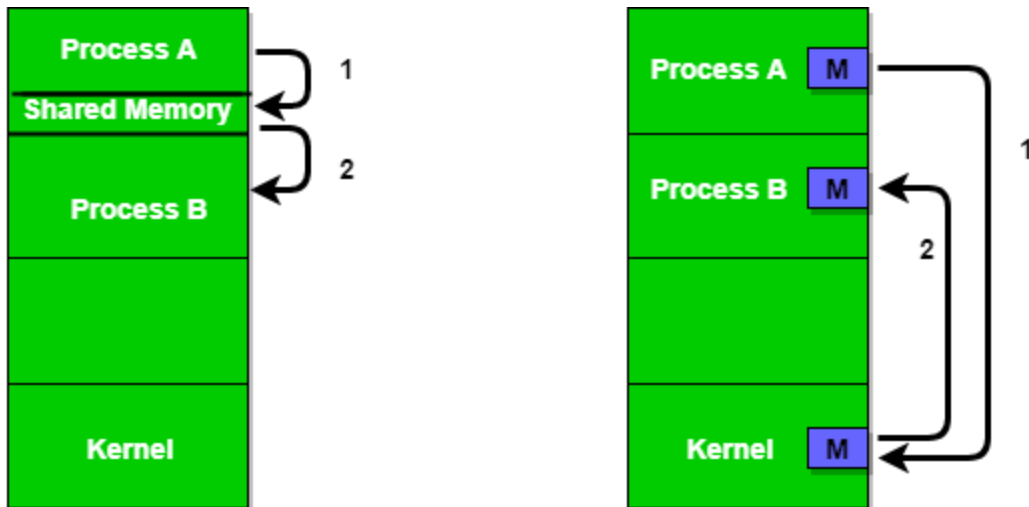 Process A
1
Shared Memory
2
Process B
Kernel
Process A M
1
Process B M
2
Kernel M